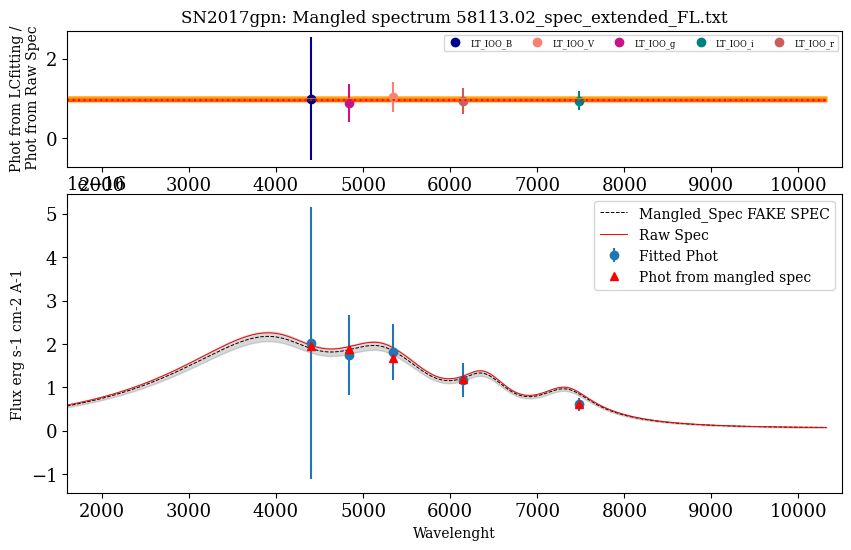 SN2017gpn: Mangled spectrum 58113.02_spec_extended_FL.txt
Phot from LCfitting /
Phot from Raw Spec
2
0
LT_IOO_B LT_IOO_V LT_IOO_g LT_IOO_i LT_IOO_r
2000 3000 4000 5000 6000 7000 8000 9000 10000
1e−16
Flux erg s-1 cm-2 A-1
5
4
3
2
1
0
−1
Mangled_Spec FAKE SPEC
Raw Spec
Fitted Phot
Phot from mangled spec
2000 3000 4000 5000 6000 7000 8000 9000 10000
Wavelenght